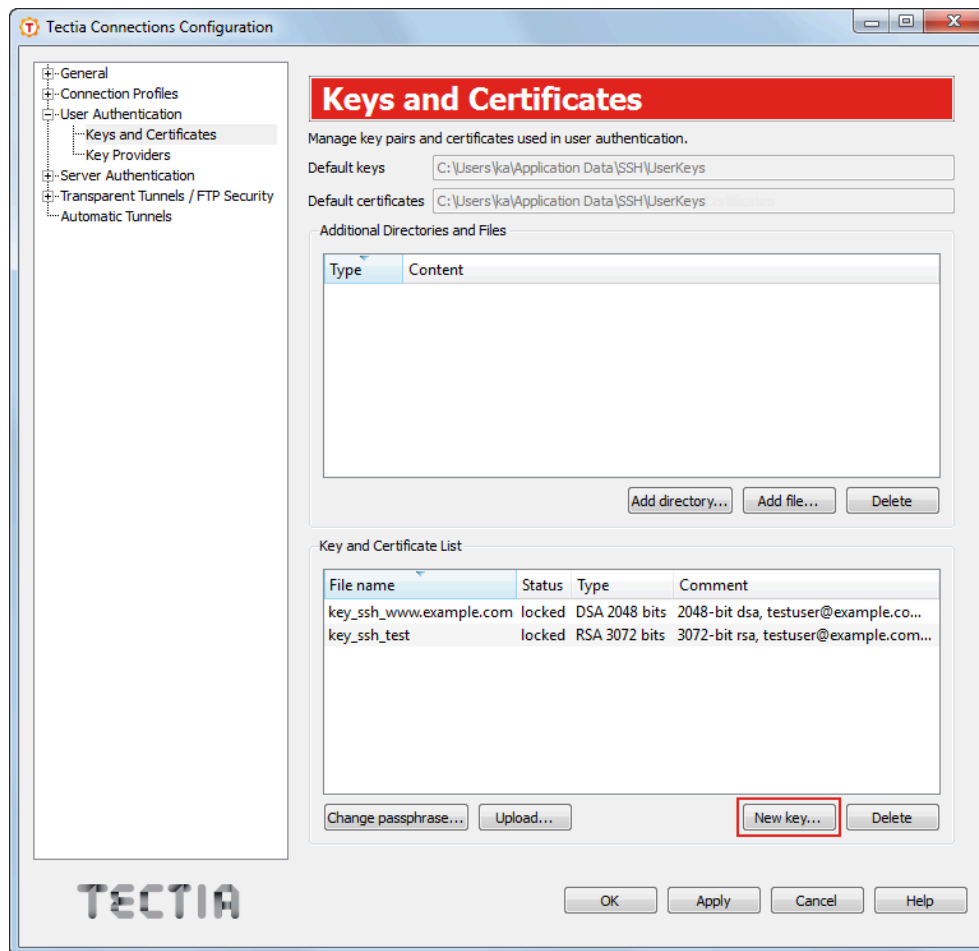 Tectia Connections Configuration
General
Connection Profiles
User Authentication
Keys and Certificates
Key Providers
Server Authentication
Transparent Tunnels / FTP Security
Automatic Tunnels
Keys and Certificates
Manage key pairs and certificates used in user authentication.
Default keys C:\Users\ka\Application Data\SSH\UserKeys
Default certificates C:\Users\ka\Application Data\SSH\UserKeys
Additional Directories and Files
Type Content
Add directory... Add file... Delete
Key and Certificate List
File name Status Type Comment
key_ssh_www.example.com locked DSA 2048 bits 2048-bit dsa, testuser@example.co...
key_ssh_test locked RSA 3072 bits 3072-bit rsa, testuser@example.com...
Change passphrase... Upload... New key... Delete
TECTIA
OK Apply Cancel Help